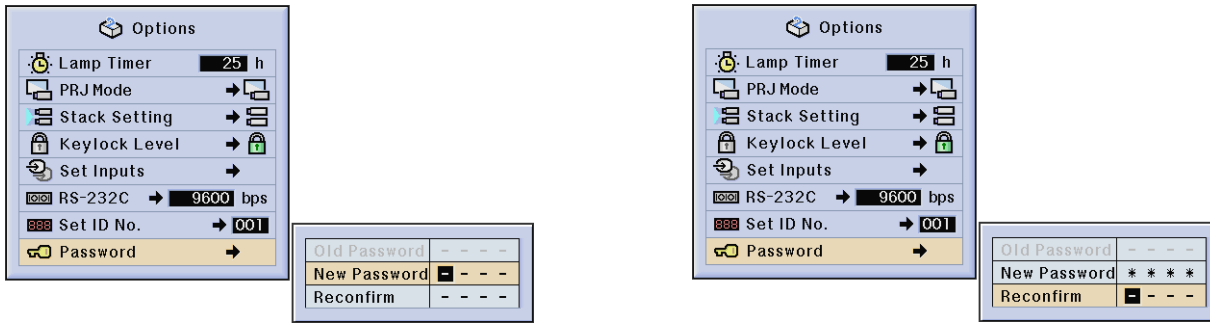 Options
Lamp Timer 25 h
PRJ Mode
Stack Setting
Keylock Level
Set Inputs
RS-232C 9600 bps
888 Set ID No. 001
Password
Old Password - - - -
New Password - - - -
Reconfirm - - - -
Options
Lamp Timer 25 h
PRJ Mode
Stack Setting
Keylock Level
Set Inputs
RS-232C 9600 bps
888 Set ID No. 001
Password
Old Password - - - -
New Password * * * *
Reconfirm - - - -